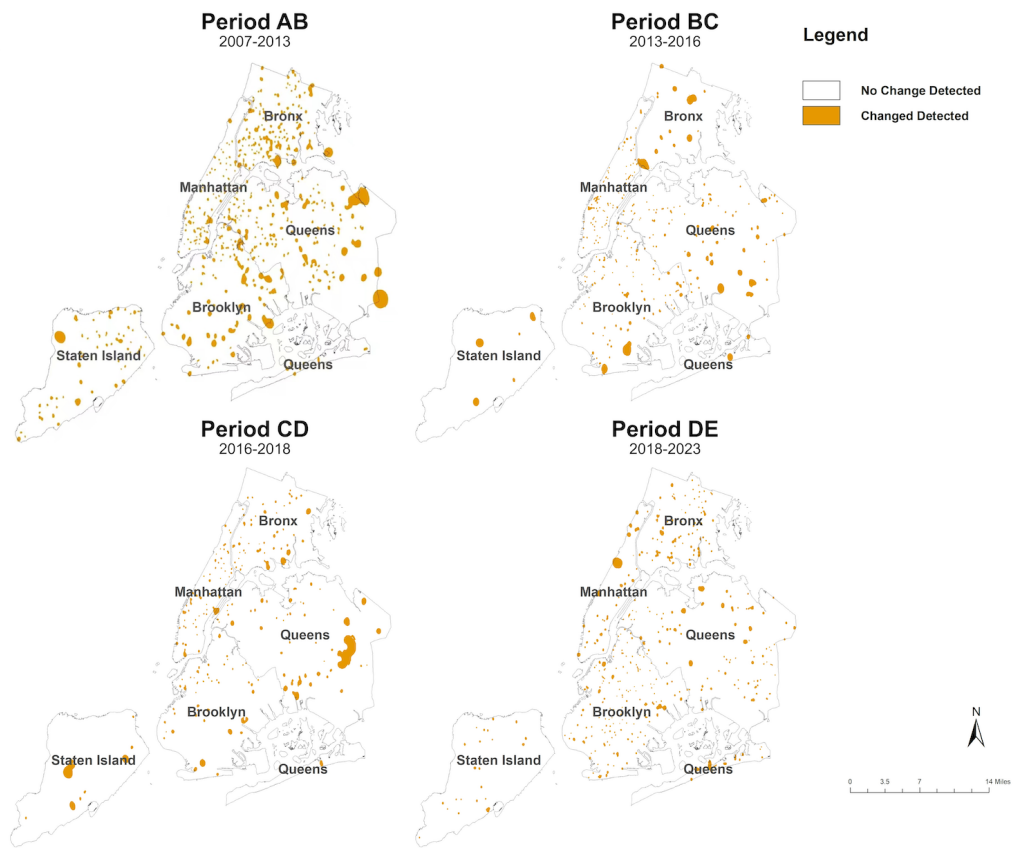 Period AB
2007-2013
Period BC
2013-2016
Legend
No Change Detected
Changed Detected
Bronx
Manhattan
Queens
Brooklyn
Staten Island
Queens
Bronx
Manhattan
Queens
Brooklyn
Staten Island
Queens
Period CD
2016-2018
Period DE
2018-2023
Bronx
Manhattan
Queens
Brooklyn
Staten Island
Queens
Bronx
Manhattan
Queens
Brooklyn
Staten Island
Queens
N
0 3.5 7 14 Miles